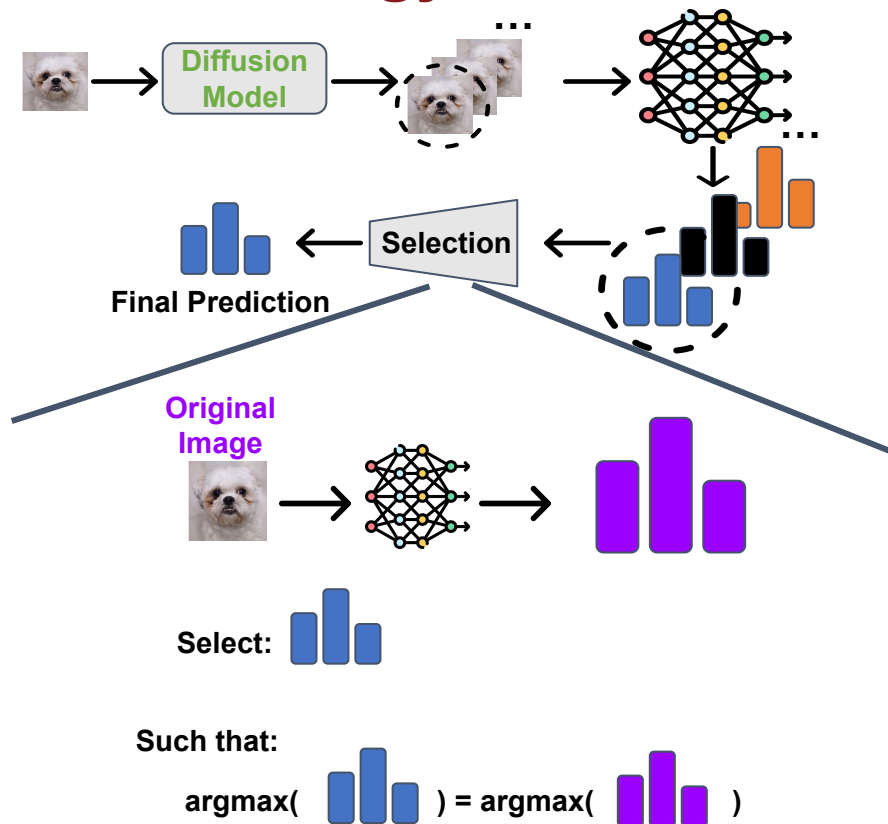 ...
Diffusion
Model
...
Selection
Final Prediction
Original
Image
Select:
Such that:
argmax( ) = argmax( )